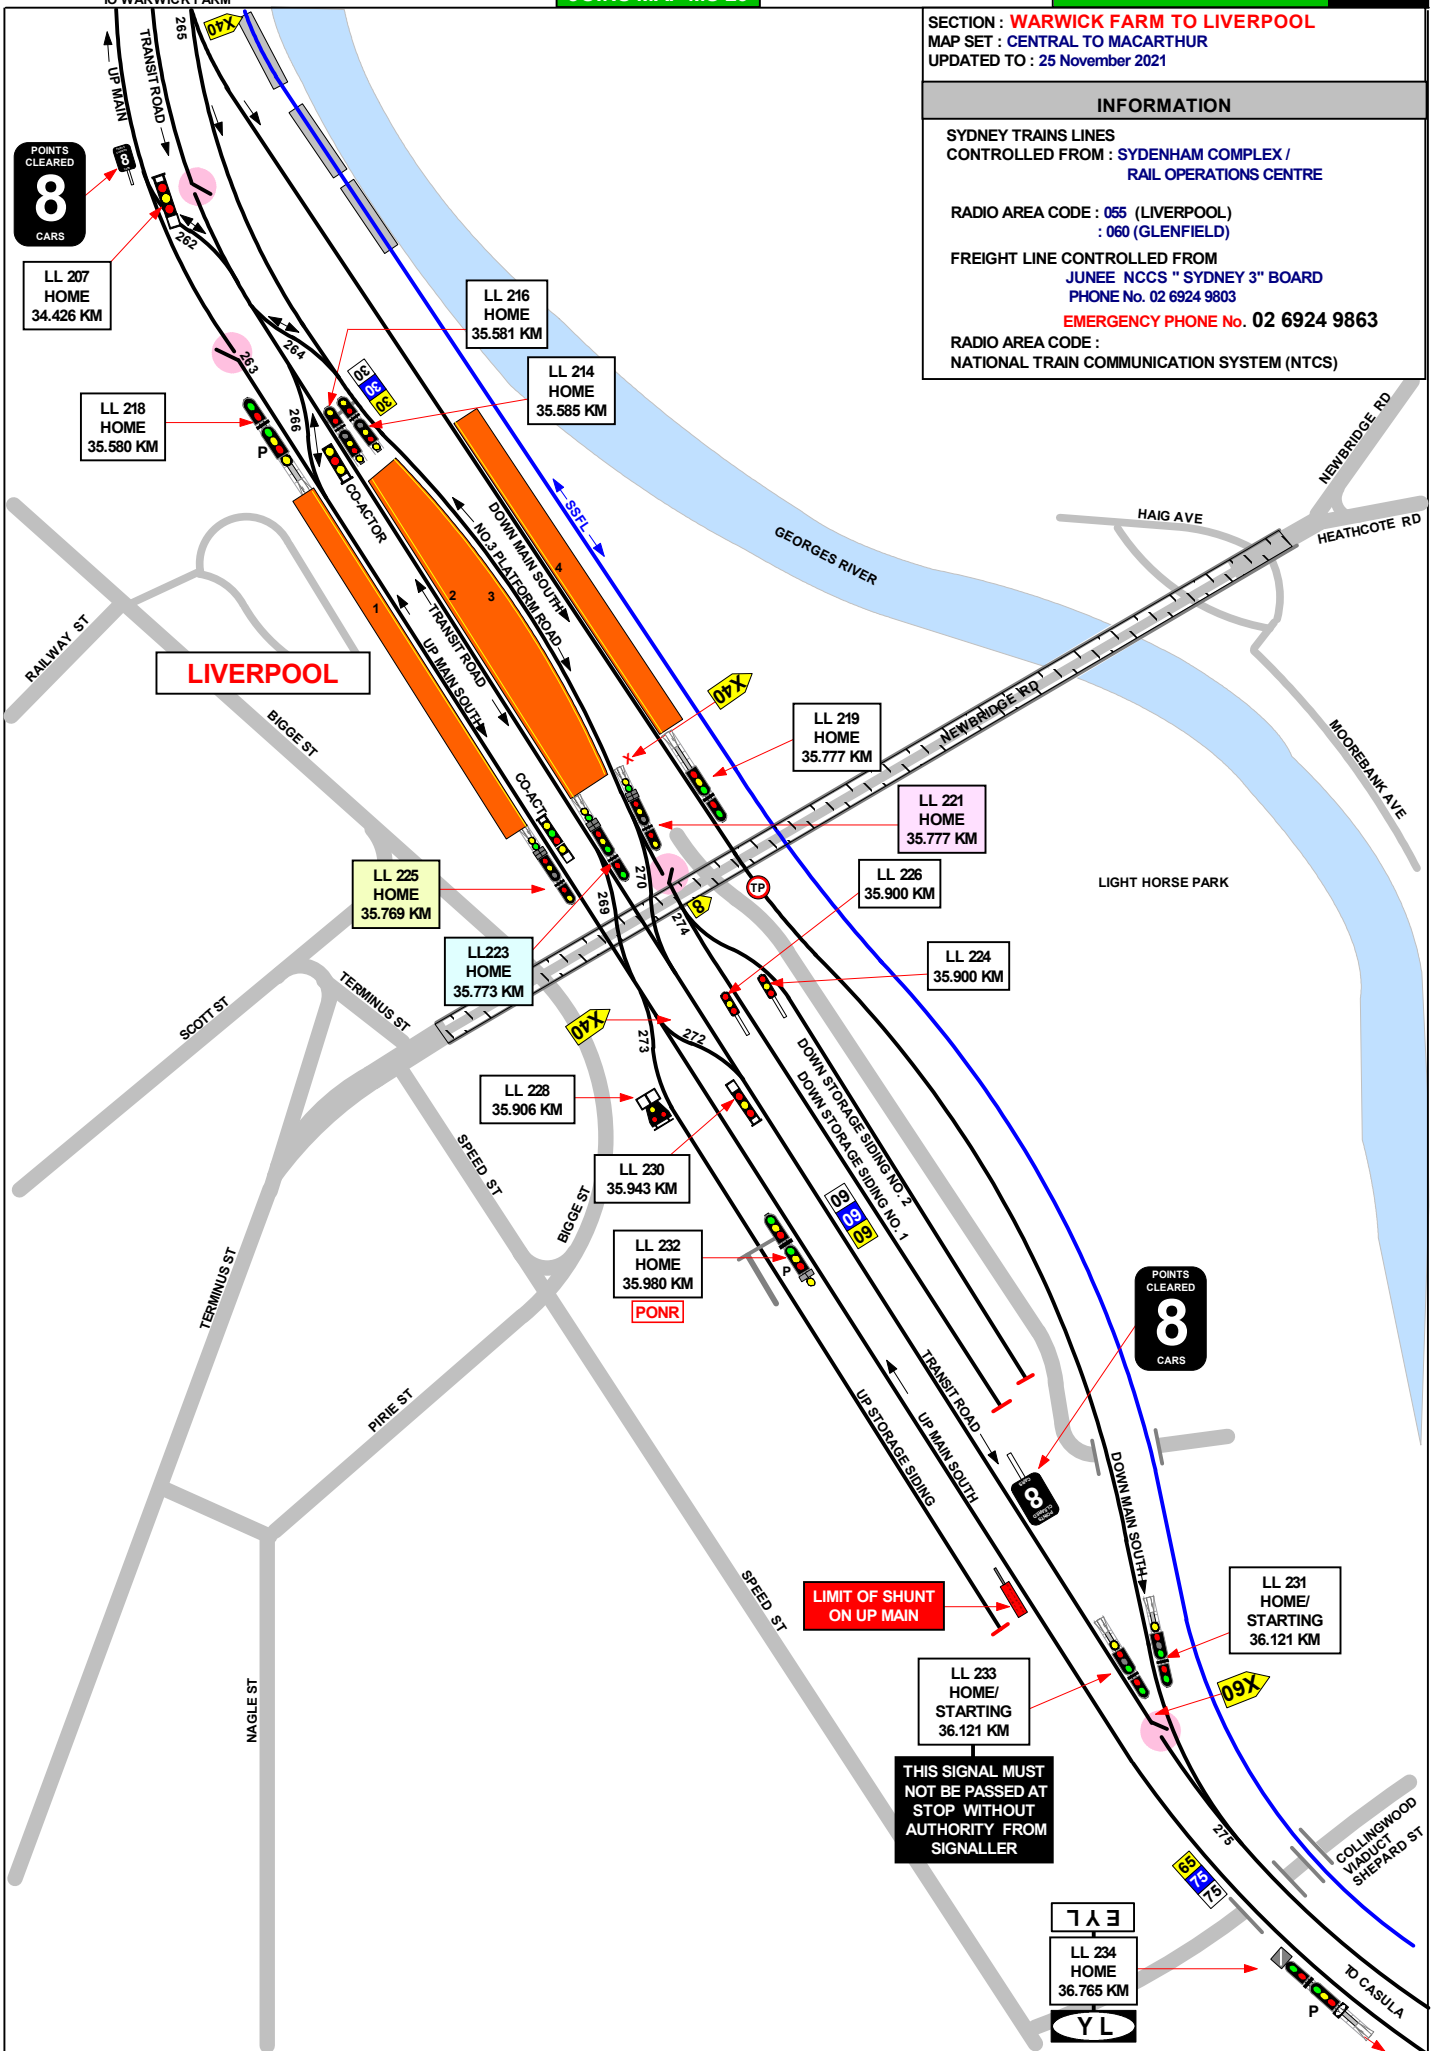 SECTION : WARWICK FARM TO LIVERPOOL
MAP SET : CENTRAL TO MACARTHUR
UPDATED TO : 25 November 2021
INFORMATION
SYDNEY TRAINS LINES
CONTROLLED FROM : SYDENHAM COMPLEX /
RAIL OPERATIONS CENTRE
RADIO AREA CODE : 055 (LIVERPOOL)
: 060 (GLENFIELD)
FREIGHT LINE CONTROLLED FROM
JUNEE NCCS " SYDNEY 3" BOARD
PHONE No. 02 6924 9803
EMERGENCY PHONE No. 02 6924 9863
RADIO AREA CODE :
NATIONAL TRAIN COMMUNICATION SYSTEM (NTCS)
UP MAIN
TRANSIT ROAD
265
X40
POINTS
CLEARED
8
CARS
8
262
LL 207
HOME
34.426 KM
LL 216
HOME
35.581 KM
264
263
30
30
30
LL 214
HOME
35.585 KM
LL 218
HOME
35.580 KM
P
266
CO-ACTOR
NEWBRIDGE RD
HEATHCOTE RD
HAIG AVE
SSFL
GEORGES RIVER
DOWN MAIN SOUTH
NO.3 PLATFORM ROAD
1
2
3
4
TRANSIT ROAD
UP MAIN SOUTH
RAILWAY ST
LIVERPOOL
BIGGE ST
X40
X
LL 219
HOME
35.777 KM
NEWBRIDGE RD
MOOREBANK AVE
CO-ACT
LL 221
HOME
35.777 KM
LL 225
HOME
35.769 KM
LL 226
35.900 KM
TP
LIGHT HORSE PARK
269
270
274
8
LL223
HOME
35.773 KM
LL 224
35.900 KM
SCOTT ST
TERMINUS ST
X40
273
272
LL 228
35.906 KM
DOWN STORAGE SIDING NO. 2
DOWN STORAGE SIDING NO. 1
SPEED ST
LL 230
35.943 KM
BIGGE ST
60
60
60
LL 232
HOME
35.980 KM
PONR
P
TERMINUS ST
POINTS
CLEARED
8
CARS
PIRIE ST
TRANSIT ROAD
UP MAIN SOUTH
UP STORAGE SIDING
DOWN MAIN SOUTH
POINTS
CLEARED
8
CARS
NAGLE ST
SPEED ST
LIMIT OF SHUNT
ON UP MAIN
LL 231
HOME/
STARTING
36.121 KM
LL 233
HOME/
STARTING
36.121 KM
X60
THIS SIGNAL MUST
NOT BE PASSED AT
STOP WITHOUT
AUTHORITY FROM
SIGNALLER
275
COLLINGWOOD
VIADUCT
SHEPARD ST
65
75
75
EYL
LL 234
HOME
36.765 KM
YL
P
TO CASULA